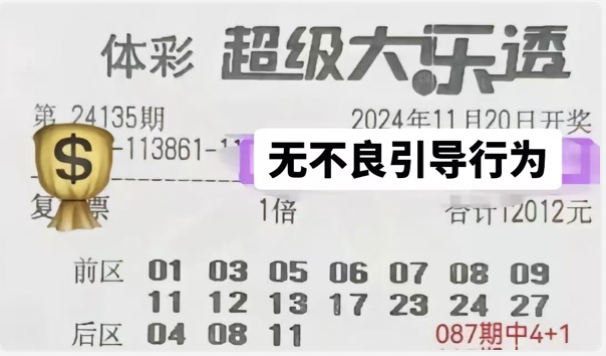 体彩 超级大乐透
第 24135期 2024年11月20日开奖
-113861-1
无不良引导行为
复 票 1倍 合计12012元
前区 01 03 05 06 07 08 09
11 12 13 17 23 24 27
后区 04 08 11
087期中4+1